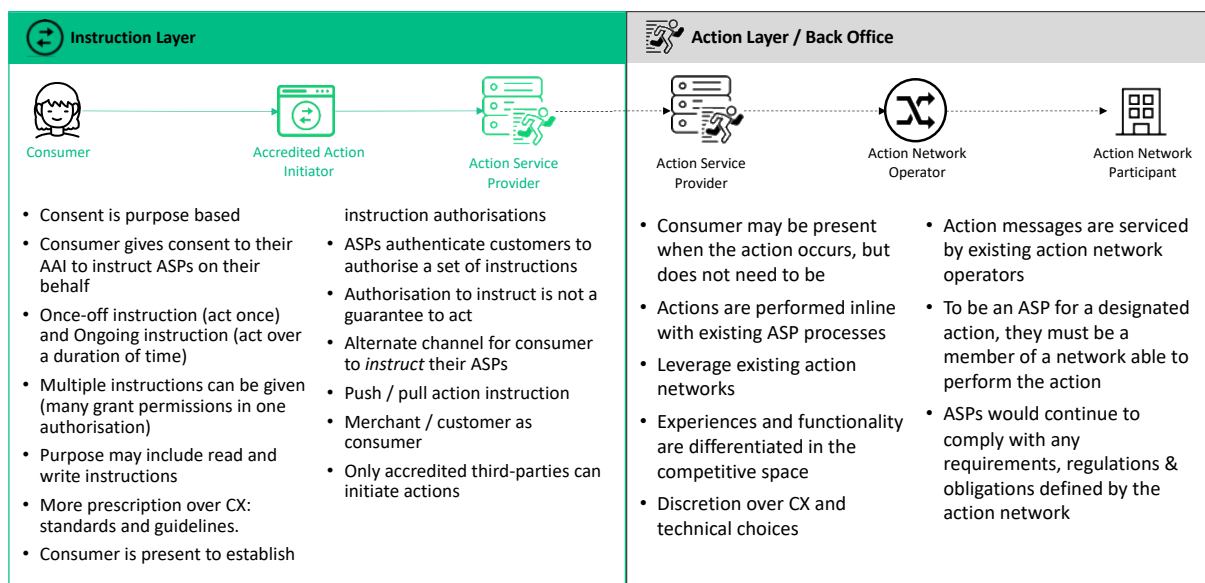 Instruction Layer
Action Layer / Back Office
Consumer
Accredited Action
Initiator
Action Service
Provider
Action Service
Provider
Action Network
Operator
Action Network
Participant
• Consent is purpose based
• Consumer gives consent to their
AAI to instruct ASPs on their
behalf
• Once-off instruction (act once)
and Ongoing instruction (act over
a duration of time)
• Multiple instructions can be given
(many grant permissions in one
authorisation)
• Purpose may include read and
write instructions
• More prescription over CX:
standards and guidelines.
• Consumer is present to establish
instruction authorisations
• ASPs authenticate customers to
authorise a set of instructions
• Authorisation to instruct is not a
guarantee to act
• Alternate channel for consumer
to instruct their ASPs
• Push / pull action instruction
• Merchant / customer as
consumer
• Only accredited third-parties can
initiate actions
• Consumer may be present
when the action occurs, but
does not need to be
• Actions are performed inline
with existing ASP processes
• Leverage existing action
networks
• Experiences and functionality
are differentiated in the
competitive space
• Discretion over CX and
technical choices
• Action messages are serviced
by existing action network
operators
• To be an ASP for a designated
action, they must be a
member of a network able to
perform the action
• ASPs would continue to
comply with any
requirements, regulations &
obligations defined by the
action network